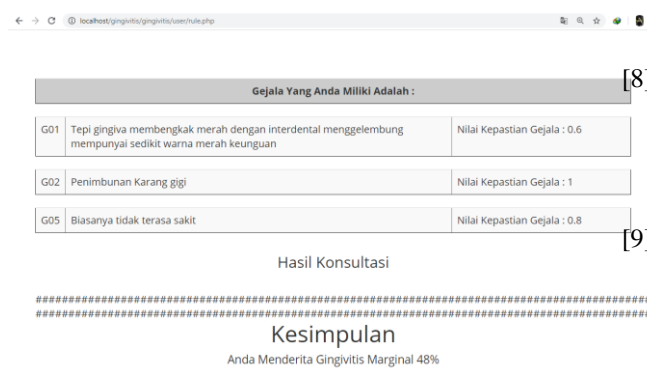 localhost/gingivitis/gingivitis/user/rule.php
[8]
Gejala Yang Anda Miliki Adalah :
G01 Tepi gingiva membengkak merah dengan interdental menggelembung Nilai Kepastian Gejala : 0.6
mempunyai sedikit warna merah keunguan
G02 Penimbunan Karang gigi Nilai Kepastian Gejala : 1
G05 Biasanya tidak terasa sakit Nilai Kepastian Gejala : 0.8
[9]
Hasil Konsultasi
##############################################################################################
##############################################################################################
Kesimpulan
Anda Menderita Gingivitis Marginal 48%